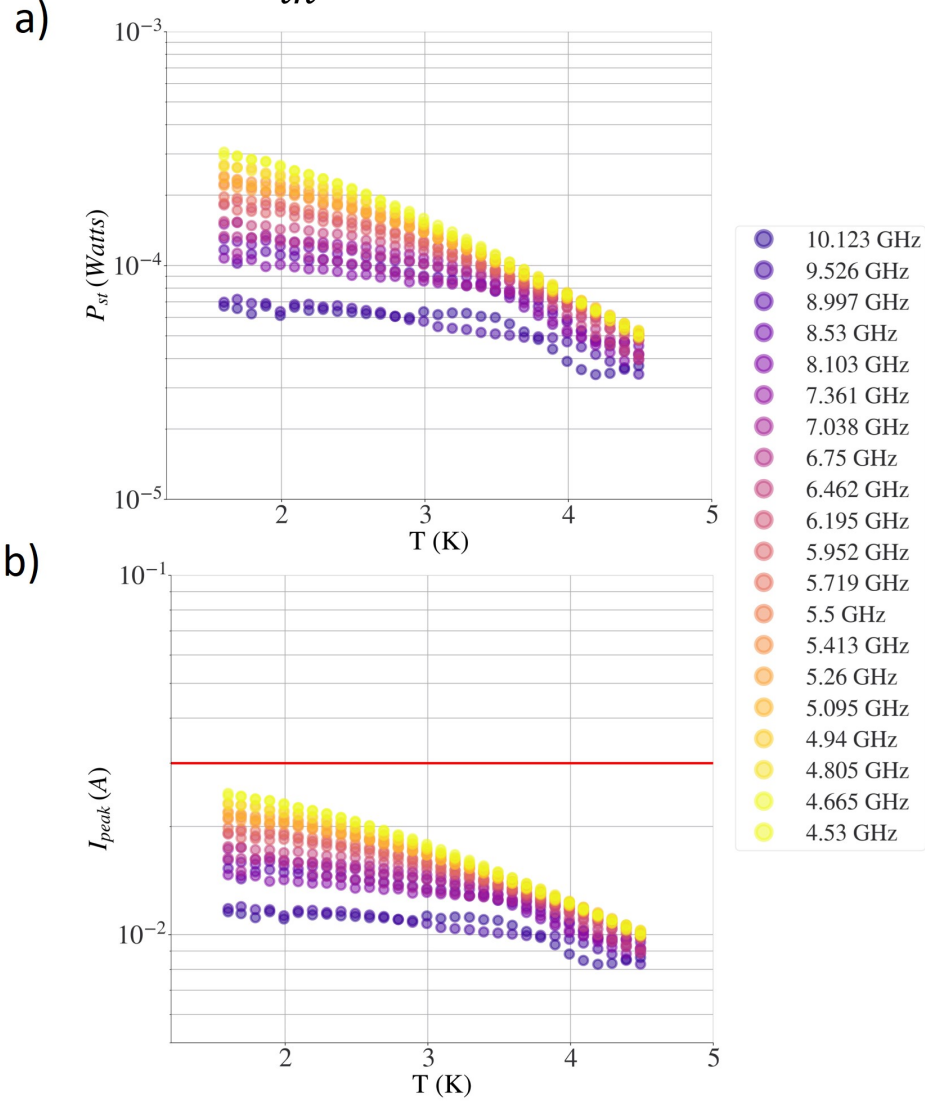 a)
10⁻³
10⁻⁴
10⁻⁵
P_st (Watts)
2 3 4 5
T (K)
b)
10⁻¹
10⁻²
I_peak (A)
2 3 4 5
T (K)
10.123 GHz
9.526 GHz
8.997 GHz
8.53 GHz
8.103 GHz
7.361 GHz
7.038 GHz
6.75 GHz
6.462 GHz
6.195 GHz
5.952 GHz
5.719 GHz
5.5 GHz
5.413 GHz
5.26 GHz
5.095 GHz
4.94 GHz
4.805 GHz
4.665 GHz
4.53 GHz